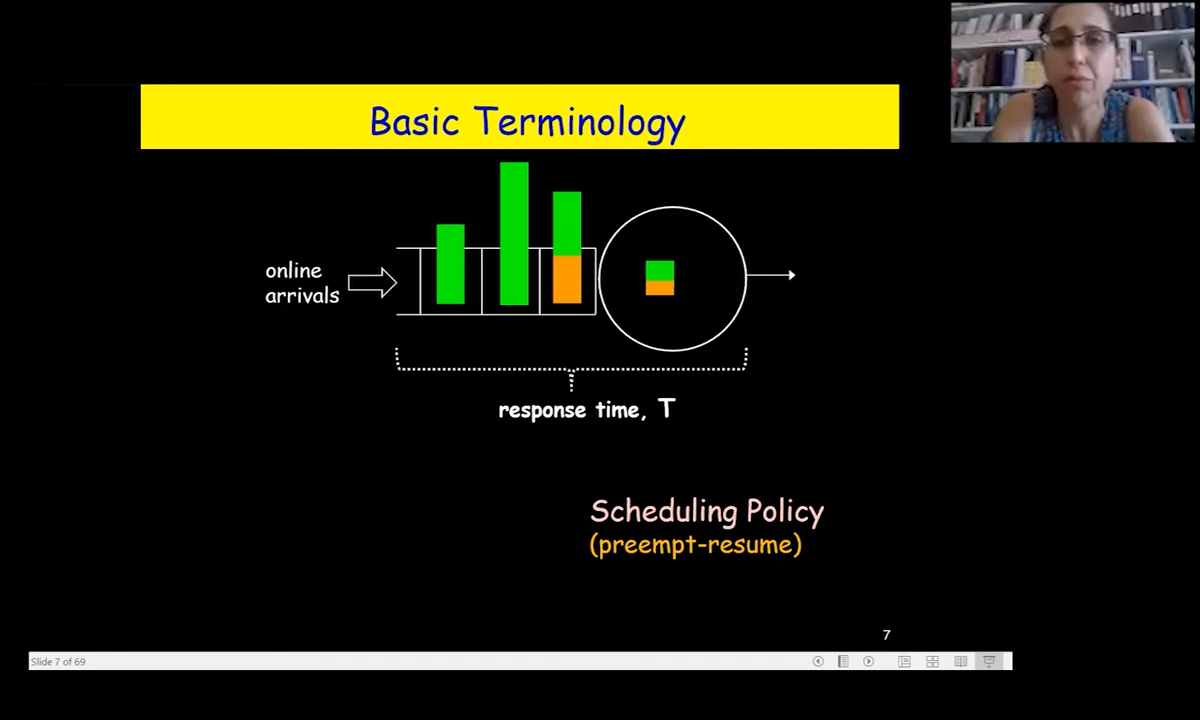 Basic Terminology
online
arrivals
response time, T
Scheduling Policy
(preempt-resume)
7
Slide 7 of 69